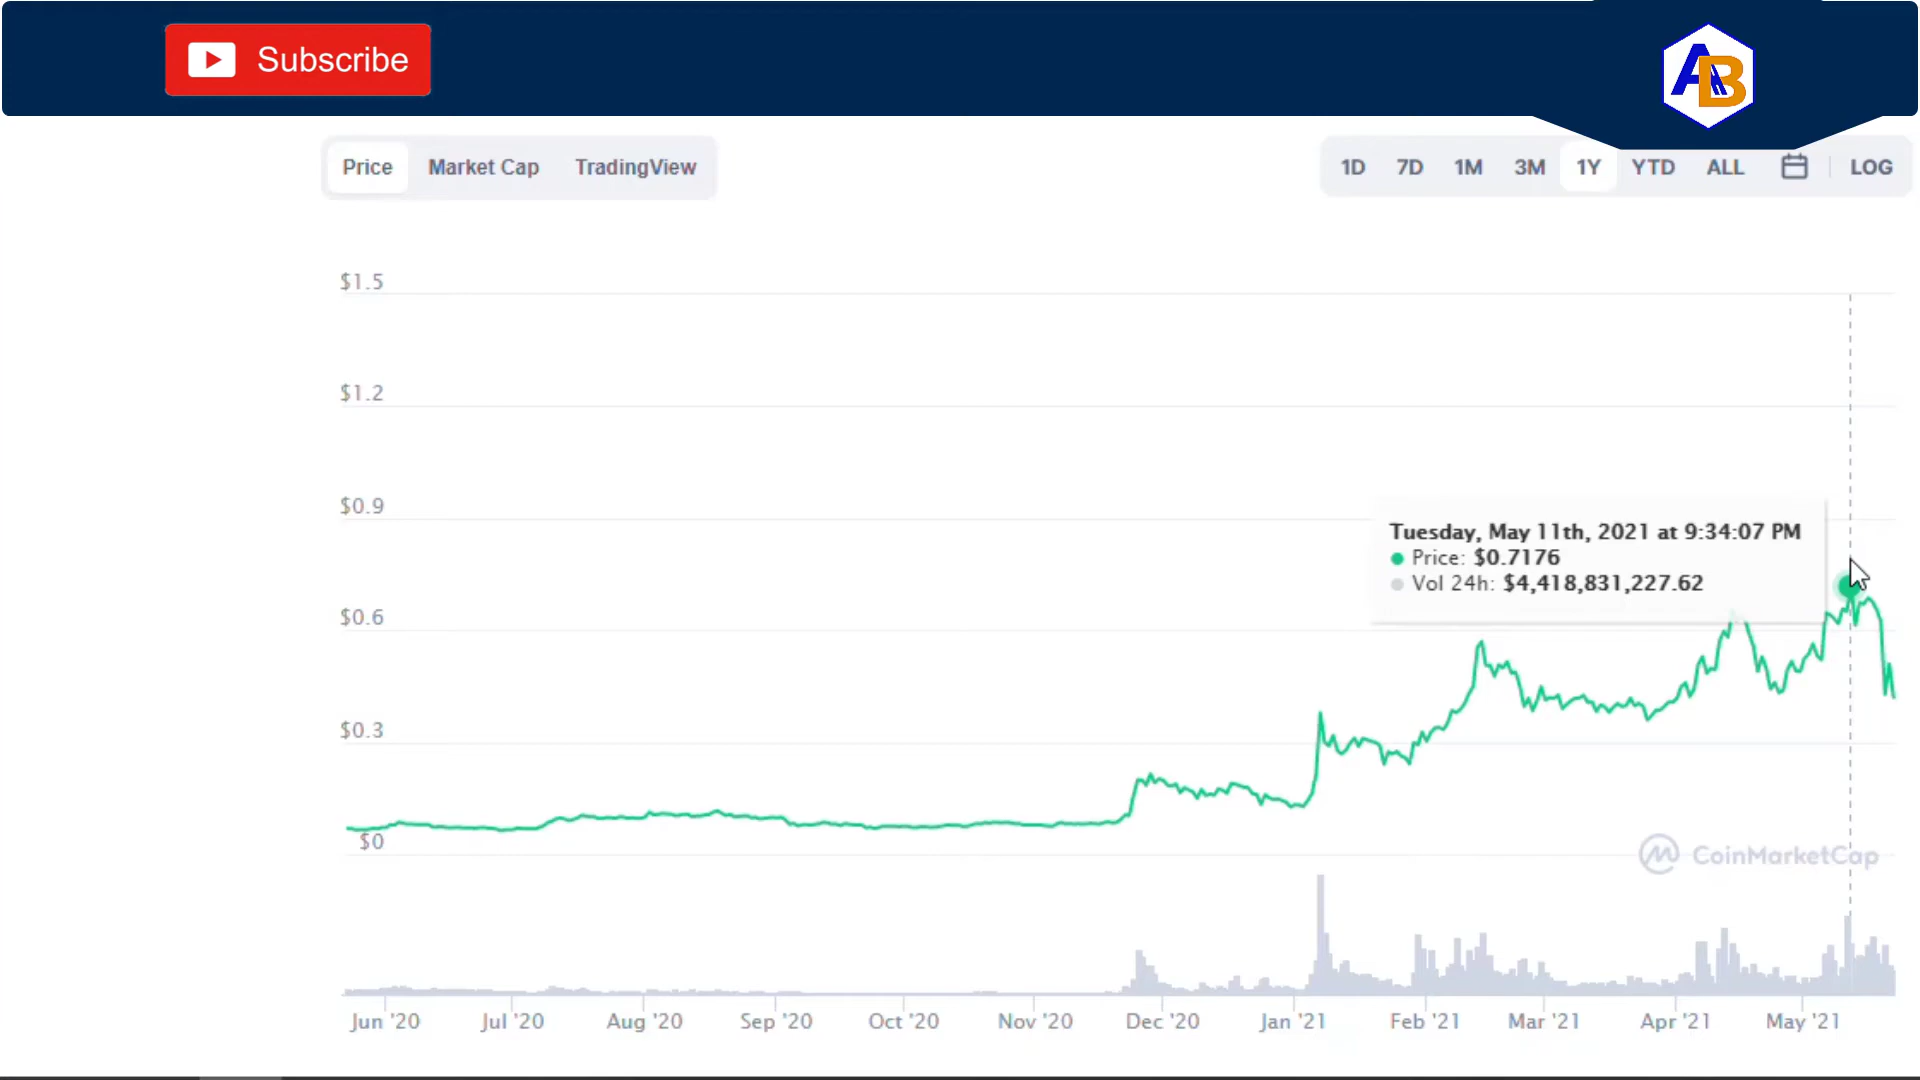 Subscribe
AB
Price Market Cap TradingView
1D 7D 1M 3M 1Y YTD ALL LOG
$1.5
$1.2
$0.9
Tuesday, May 11th, 2021 at 9:34:07 PM
Price: $0.7176
Vol 24h: $4,418,831,227.62
$0.6
$0.3
$0
CoinMarketCap
Jun '20 Jul '20 Aug '20 Sep '20 Oct '20 Nov '20 Dec '20 Jan '21 Feb '21 Mar '21 Apr '21 May '21